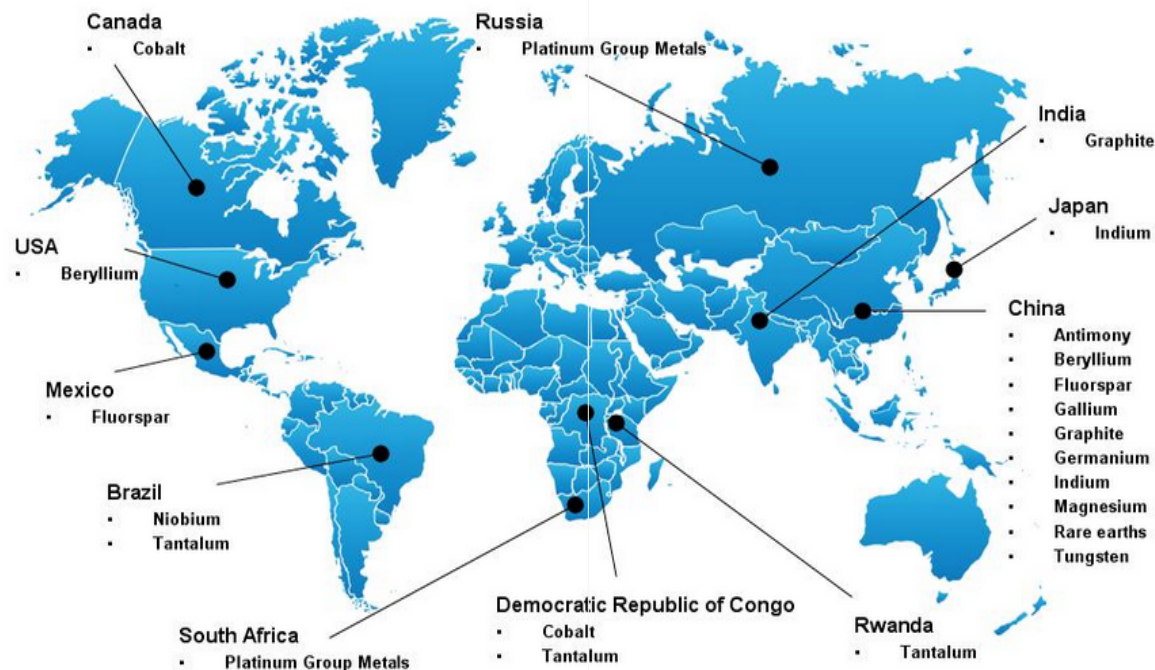 Canada
▪ Cobalt
Russia
▪ Platinum Group Metals
India
▪ Graphite
Japan
▪ Indium
USA
▪ Beryllium
China
▪ Antimony
▪ Beryllium
▪ Fluorspar
▪ Gallium
▪ Graphite
▪ Germanium
▪ Indium
▪ Magnesium
▪ Rare earths
▪ Tungsten
Mexico
▪ Fluorspar
Brazil
▪ Niobium
▪ Tantalum
South Africa
▪ Platinum Group Metals
Democratic Republic of Congo
▪ Cobalt
▪ Tantalum
Rwanda
▪ Tantalum